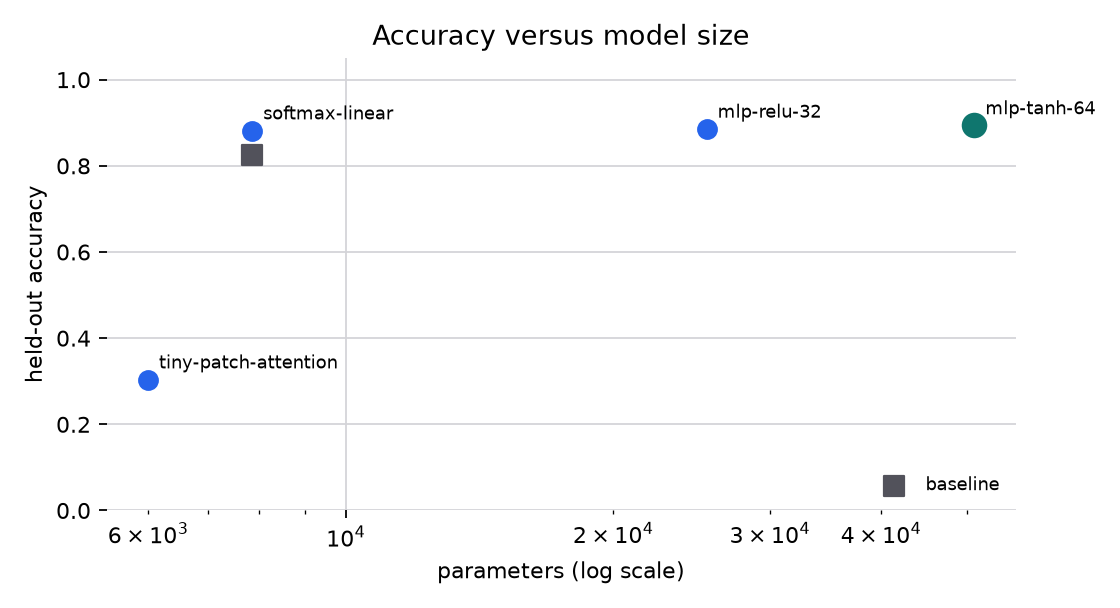 Accuracy versus model size
held-out accuracy
1.0
0.8
0.6
0.4
0.2
0.0
softmax-linear
mlp-relu-32
mlp-tanh-64
tiny-patch-attention
baseline
6 × 10³
10⁴
2 × 10⁴
3 × 10⁴
4 × 10⁴
parameters (log scale)